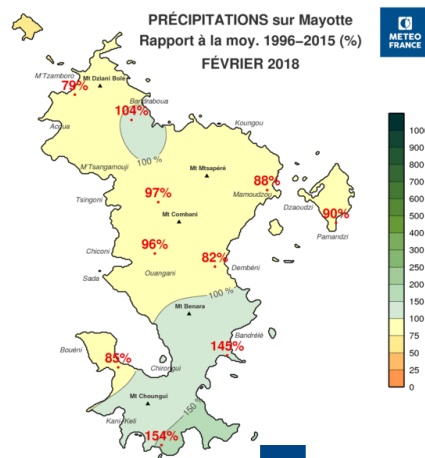 PRÉCIPITATIONS sur Mayotte
Rapport à la moy. 1996–2015 (%)
FÉVRIER 2018
METEO
FRANCE
M'Tzamboro
Mt Dziani Bolé
79%
Bandraboua
104%
Acoua
Koungou
100 %
M'Tsangamouji
Mt Mtsapéré
88%
Tsingoni
97%
Mamoudzou
Dzaoudzi
90%
Mt Combani
Pamandzi
Chiconi
96%
82%
Sada
Ouangani
Dembéni
100 %
Mt Benara
Bandrélé
Bouéni
145%
85%
Chirongui
Mt Choungui
150
Kani-Kéli
154%
1000
900
800
700
600
500
400
300
250
200
150
100
75
50
25
0